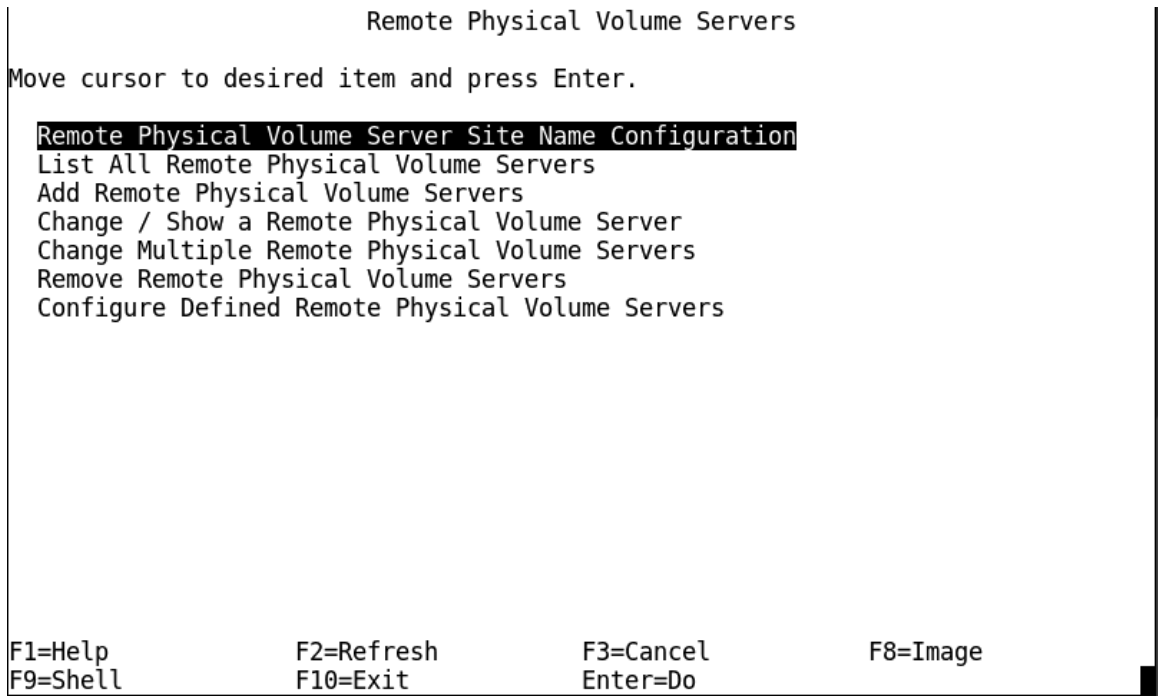 Remote Physical Volume Servers
Move cursor to desired item and press Enter.
Remote Physical Volume Server Site Name Configuration
List All Remote Physical Volume Servers
Add Remote Physical Volume Servers
Change / Show a Remote Physical Volume Server
Change Multiple Remote Physical Volume Servers
Remove Remote Physical Volume Servers
Configure Defined Remote Physical Volume Servers
F1=Help F2=Refresh F3=Cancel F8=Image
F9=Shell F10=Exit Enter=Do